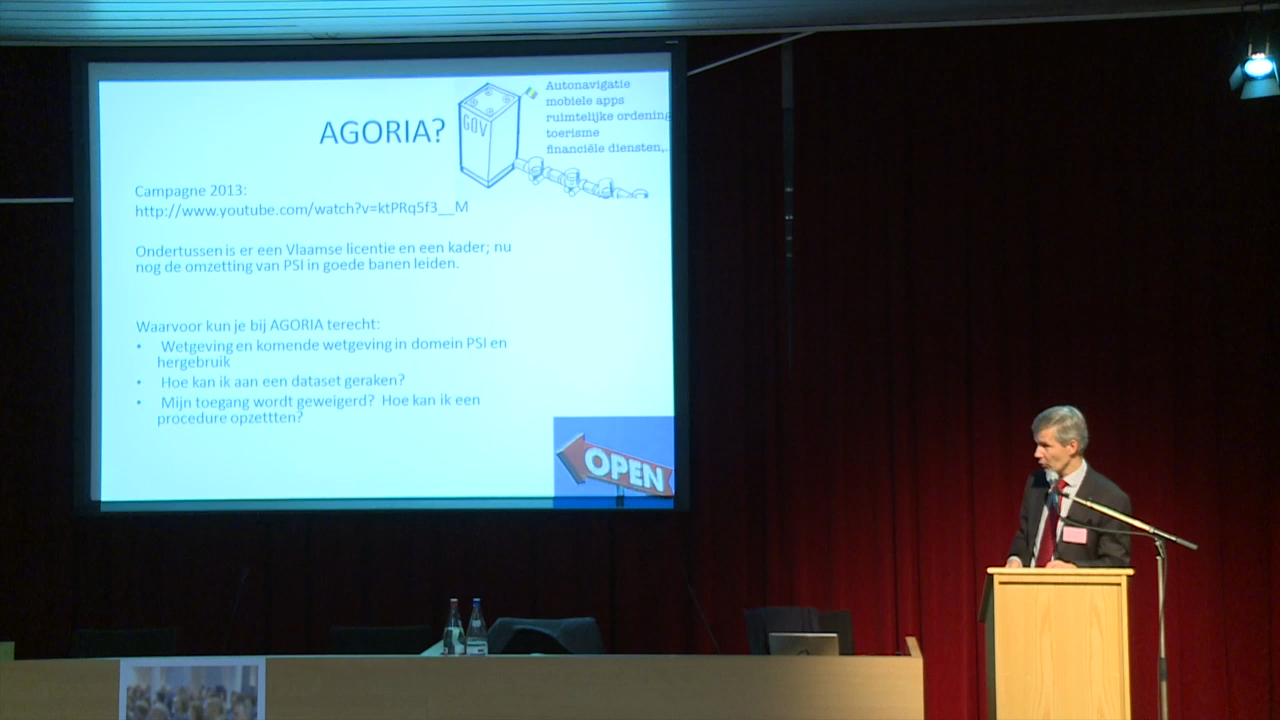 AGORIA?
GOV
Autonavigatie
mobiele apps
ruimtelijke ordening
toerisme
financiële diensten,..
Campagne 2013:
http://www.youtube.com/watch?v=ktPRq5f3__M
Ondertussen is er een Vlaamse licentie en een kader; nu
nog de omzetting van PSI in goede banen leiden.
Waarvoor kun je bij AGORIA terecht:
• Wetgeving en komende wetgeving in domein PSI en
hergebruik
• Hoe kan ik aan een dataset geraken?
• Mijn toegang wordt geweigerd? Hoe kan ik een
procedure opzettten?
OPEN